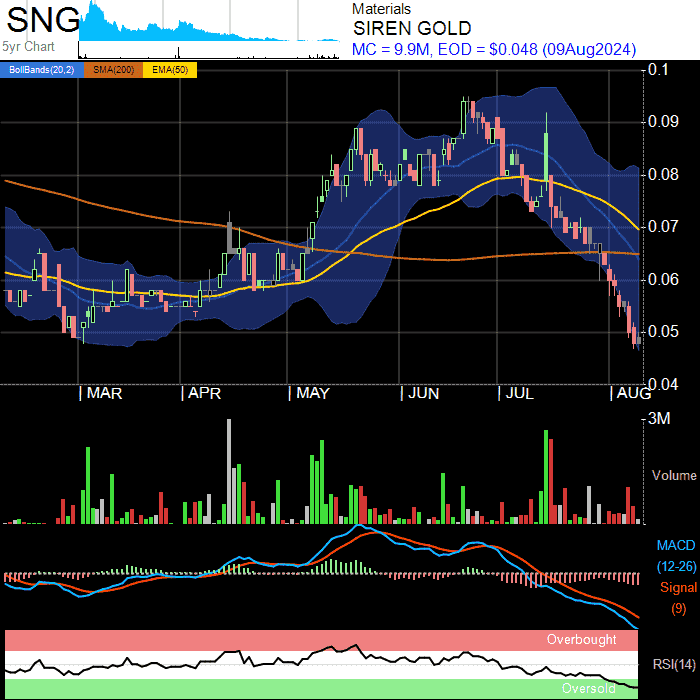 SNG
5yr Chart
Materials
SIREN GOLD
MC = 9.9M, EOD = $0.048 (09Aug2024)
BollBands(20,2) SMA(200) EMA(50)
0.1
0.09
0.08
0.07
0.06
0.05
0.04
MAR APR MAY JUN JUL AUG
3M
Volume
MACD
(12-26)
Signal
(9)
Overbought
RSI(14)
Oversold